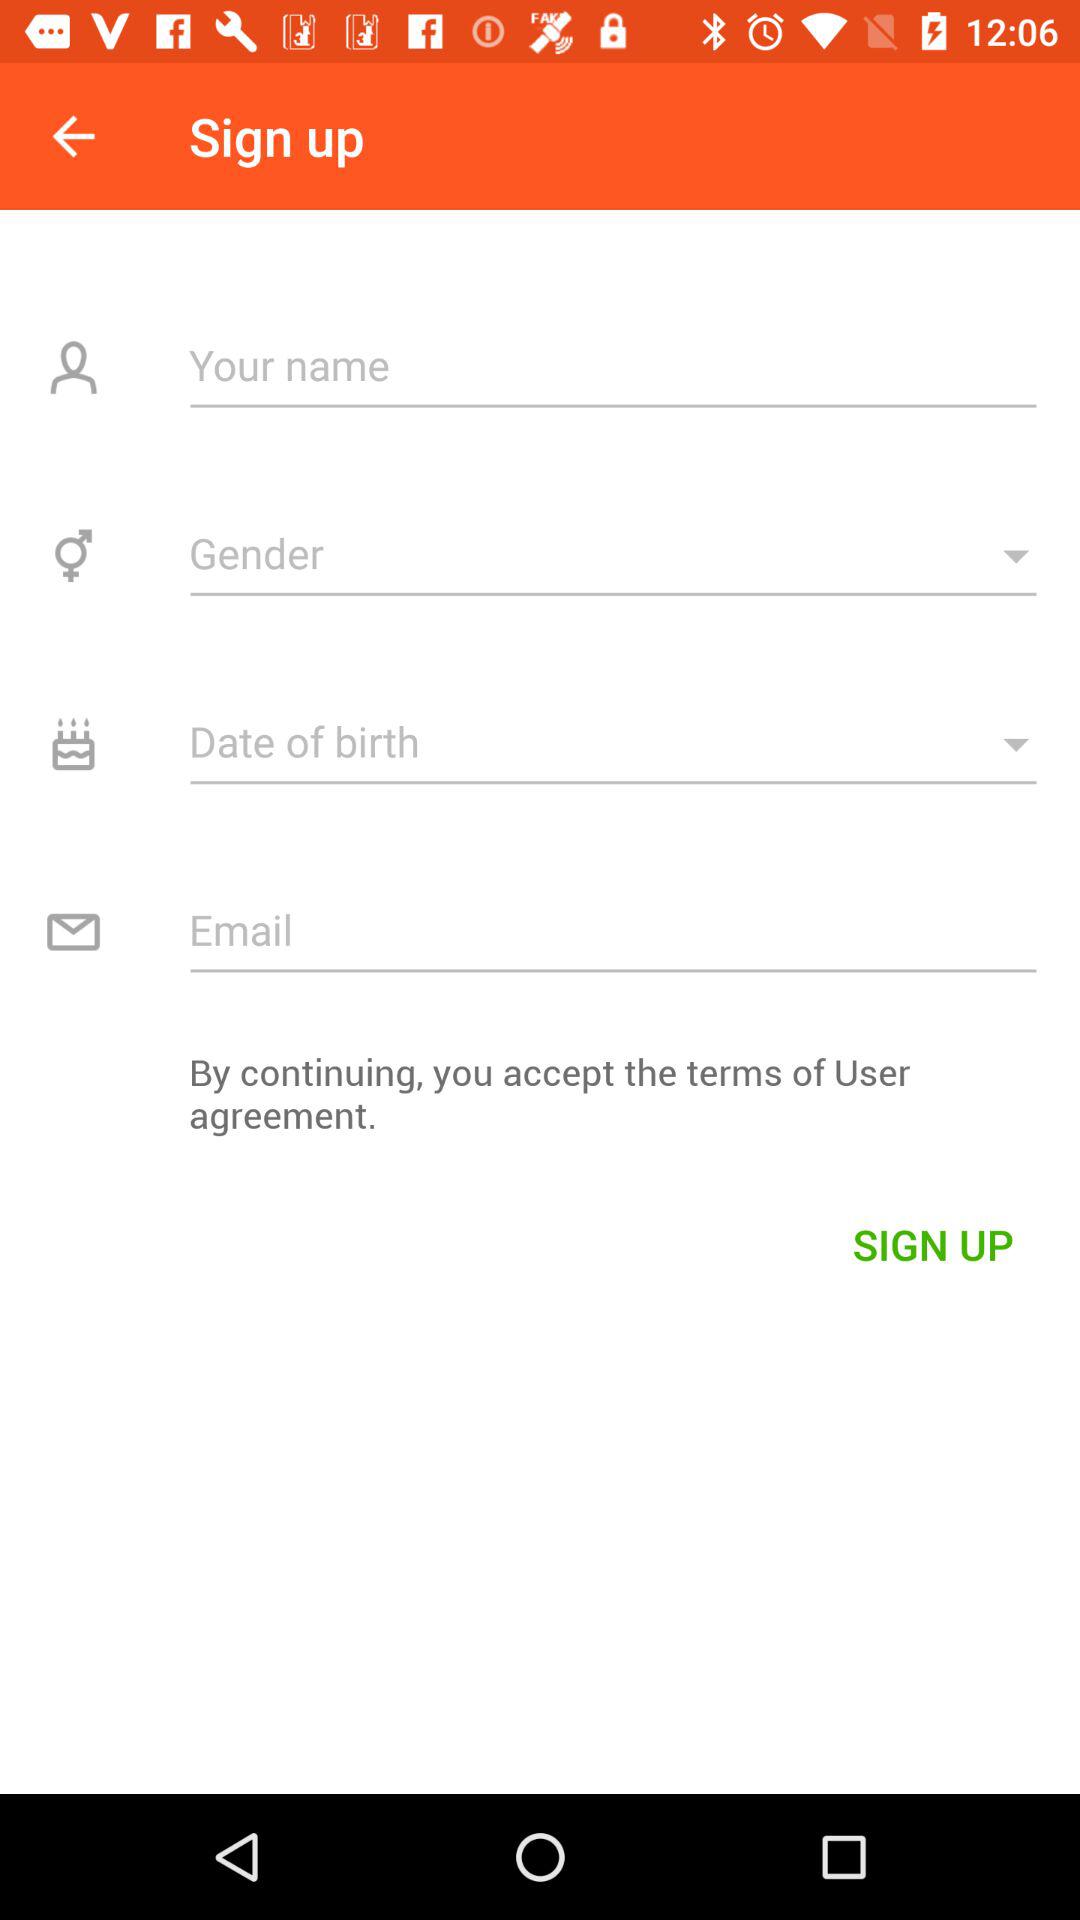 12:06
Sign up
Your name
Gender
Date of birth
Email
By continuing, you accept the terms of User
agreement.
SIGN UP